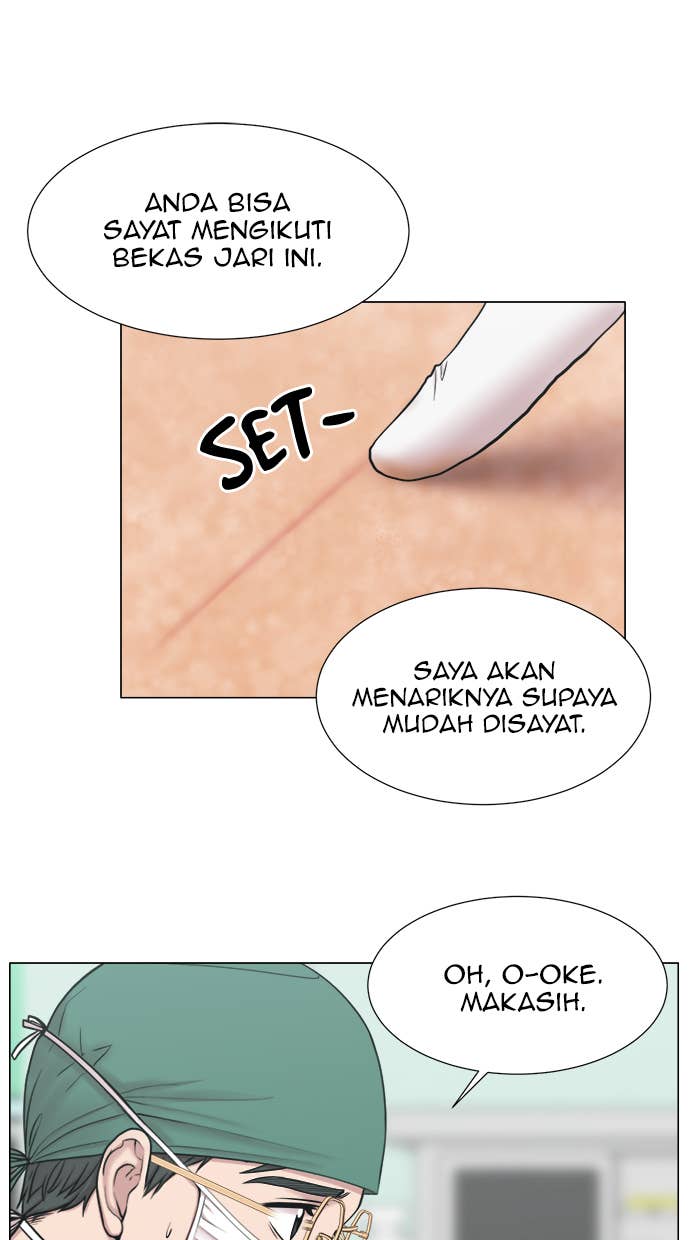 ANDA BISA
SAYAT MENGIKUTI
BEKAS JARI INI.
SET-
SAYA AKAN
MENARIKNYA SUPAYA
MUDAH DISAYAT.
OH, O-OKE.
MAKASIH.